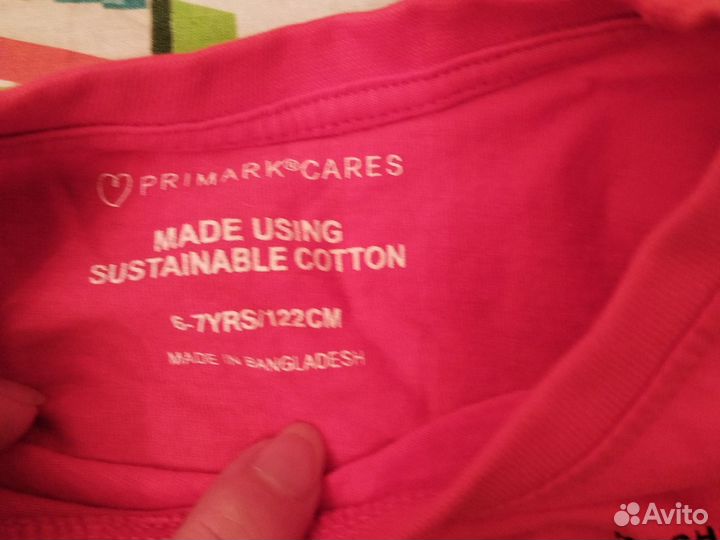 PRIMARK® CARES
MADE USING
SUSTAINABLE COTTON
6-7YRS/122CM
MADE IN BANGLADESH
Avito